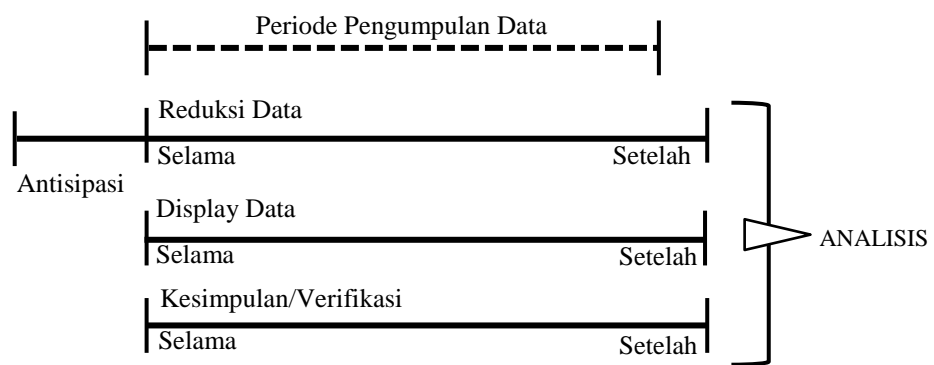 Periode Pengumpulan Data
Reduksi Data
Selama Setelah
Antisipasi
Display Data
Selama Setelah
ANALISIS
Kesimpulan/Verifikasi
Selama Setelah